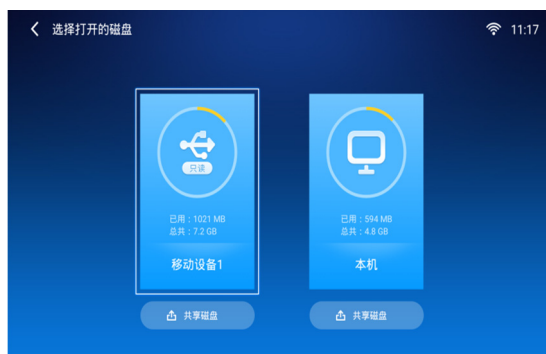 选择打开的磁盘
11:17
只读
已用：1021 MB
总共：7.2 GB
移动设备1
共享磁盘
已用：594 MB
总共：4.8 GB
本机
共享磁盘